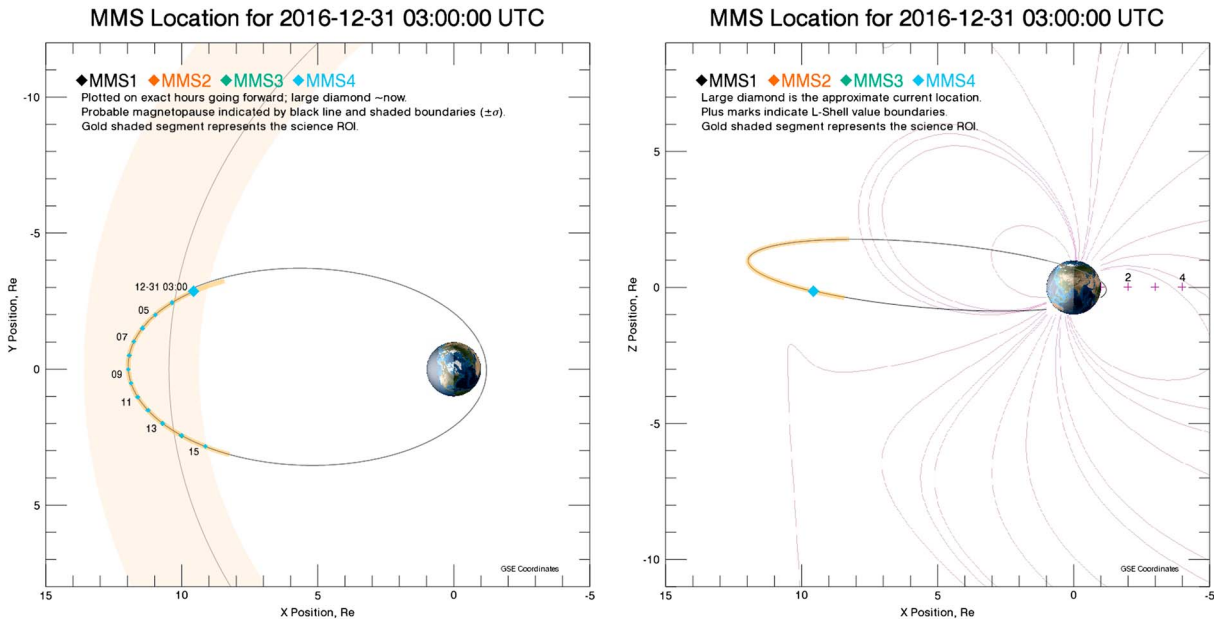 MMS Location for 2016-12-31 03:00:00 UTC
MMS1 MMS2 MMS3 MMS4
Plotted on exact hours going forward; large diamond ~now.
Probable magnetopause indicated by black line and shaded boundaries (±σ).
Gold shaded segment represents the science ROI.
-10
-5
0
5
Y Position, Re
12-31 03:00
05
07
09
11
13
15
GSE Coordinates
15 10 5 0 -5
X Position, Re
MMS Location for 2016-12-31 03:00:00 UTC
MMS1 MMS2 MMS3 MMS4
Large diamond is the approximate current location.
Plus marks indicate L-Shell value boundaries.
Gold shaded segment represents the science ROI.
5
0
-5
-10
Z Position, Re
2 4
GSE Coordinates
15 10 5 0 -5
X Position, Re